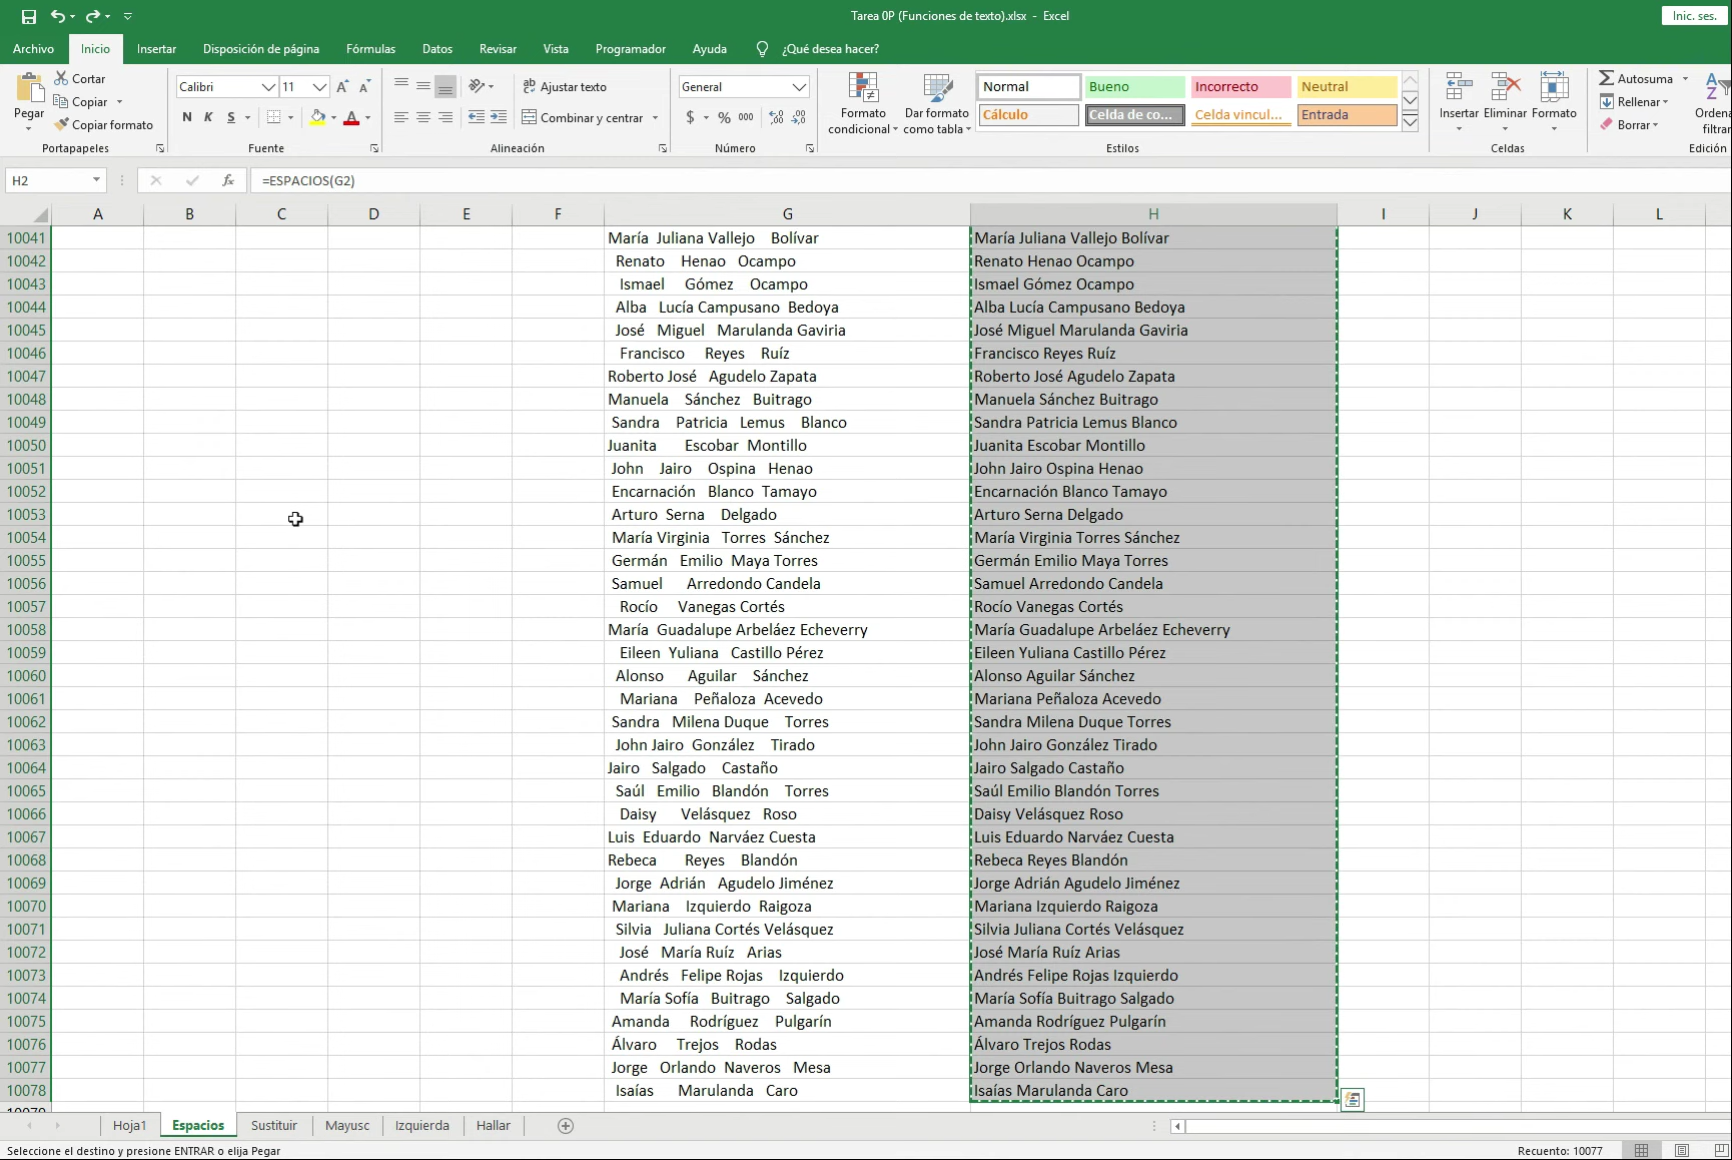 Tarea 0P (Funciones de texto).xlsx - Excel
Inic. ses.
Archivo Inicio Insertar Disposición de página Fórmulas Datos Revisar Vista Programador Ayuda ¿Qué desea hacer?
Pegar
Cortar
Copiar
Copiar formato
Portapapeles
Calibri 11
N K S
Fuente
Ajustar texto
Combinar y centrar
Alineación
General
$ % 000
Número
Formato condicional
Dar formato como tabla
Normal Bueno Incorrecto Neutral
Cálculo Celda de co... Celda vincul... Entrada
Estilos
Insertar Eliminar Formato
Celdas
Autosuma
Rellenar
Borrar
Ordena
filtrar
Edición
H2 fx =ESPACIOS(G2)
A B C D E F G H I J K L
10041 María  Juliana Vallejo    Bolívar María Juliana Vallejo Bolívar
10042 Renato    Henao   Ocampo Renato Henao Ocampo
10043 Ismael     Gómez    Ocampo Ismael Gómez Ocampo
10044 Alba   Lucía Campusano  Bedoya Alba Lucía Campusano Bedoya
10045 José   Miguel   Marulanda Gaviria José Miguel Marulanda Gaviria
10046 Francisco     Reyes    Ruíz Francisco Reyes Ruíz
10047 Roberto José   Agudelo Zapata Roberto José Agudelo Zapata
10048 Manuela    Sánchez   Buitrago Manuela Sánchez Buitrago
10049 Sandra    Patricia   Lemus    Blanco Sandra Patricia Lemus Blanco
10050 Juanita       Escobar  Montillo Juanita Escobar Montillo
10051 John    Jairo    Ospina   Henao John Jairo Ospina Henao
10052 Encarnación   Blanco  Tamayo Encarnación Blanco Tamayo
10053 Arturo  Serna    Delgado Arturo Serna Delgado
10054 María Virginia   Torres  Sánchez María Virginia Torres Sánchez
10055 Germán   Emilio  Maya Torres Germán Emilio Maya Torres
10056 Samuel      Arredondo Candela Samuel Arredondo Candela
10057 Rocío     Vanegas Cortés Rocío Vanegas Cortés
10058 María  Guadalupe Arbeláez Echeverry María Guadalupe Arbeláez Echeverry
10059 Eileen  Yuliana   Castillo Pérez Eileen Yuliana Castillo Pérez
10060 Alonso      Aguilar    Sánchez Alonso Aguilar Sánchez
10061 Mariana    Peñaloza  Acevedo Mariana Peñaloza Acevedo
10062 Sandra   Milena Duque    Torres Sandra Milena Duque Torres
10063 John Jairo  González    Tirado John Jairo González Tirado
10064 Jairo   Salgado    Castaño Jairo Salgado Castaño
10065 Saúl   Emilio   Blandón    Torres Saúl Emilio Blandón Torres
10066 Daisy      Velásquez   Roso Daisy Velásquez Roso
10067 Luis  Eduardo  Narváez Cuesta Luis Eduardo Narváez Cuesta
10068 Rebeca       Reyes    Blandón Rebeca Reyes Blandón
10069 Jorge  Adrián   Agudelo Jiménez Jorge Adrián Agudelo Jiménez
10070 Mariana    Izquierdo  Raigoza Mariana Izquierdo Raigoza
10071 Silvia   Juliana Cortés Velásquez Silvia Juliana Cortés Velásquez
10072 José   María Ruíz   Arias José María Ruíz Arias
10073 Andrés   Felipe Rojas    Izquierdo Andrés Felipe Rojas Izquierdo
10074 María Sofía   Buitrago    Salgado María Sofía Buitrago Salgado
10075 Amanda     Rodríguez    Pulgarín Amanda Rodríguez Pulgarín
10076 Álvaro     Trejos    Rodas Álvaro Trejos Rodas
10077 Jorge   Orlando  Naveros   Mesa Jorge Orlando Naveros Mesa
10078 Isaías      Marulanda   Caro Isaías Marulanda Caro
10079
Hoja1 Espacios Sustituir Mayusc Izquierda Hallar
Seleccione el destino y presione ENTRAR o elija Pegar Recuento: 10077